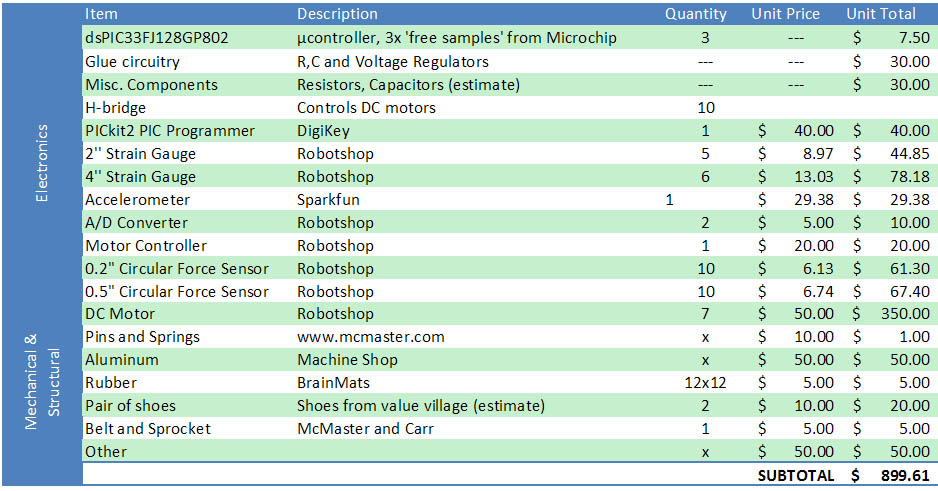 Item Description Quantity Unit Price Unit Total
dsPIC33FJ128GP802 µcontroller, 3x 'free samples' from Microchip 3 --- $ 7.50
Glue circuitry R,C and Voltage Regulators --- --- $ 30.00
Misc. Components Resistors, Capacitors (estimate) --- --- $ 30.00
H-bridge Controls DC motors 10
PICkit2 PIC Programmer DigiKey 1 $ 40.00 $ 40.00
2'' Strain Gauge Robotshop 5 $ 8.97 $ 44.85
4'' Strain Gauge Robotshop 6 $ 13.03 $ 78.18
Accelerometer Sparkfun 1 $ 29.38 $ 29.38
A/D Converter Robotshop 2 $ 5.00 $ 10.00
Motor Controller Robotshop 1 $ 20.00 $ 20.00
0.2" Circular Force Sensor Robotshop 10 $ 6.13 $ 61.30
0.5" Circular Force Sensor Robotshop 10 $ 6.74 $ 67.40
Electronics
DC Motor Robotshop 7 $ 50.00 $ 350.00
Pins and Springs www.mcmaster.com x $ 10.00 $ 1.00
Aluminum Machine Shop x $ 50.00 $ 50.00
Rubber BrainMats 12x12 $ 5.00 $ 5.00
Pair of shoes Shoes from value village (estimate) 2 $ 10.00 $ 20.00
Belt and Sprocket McMaster and Carr 1 $ 5.00 $ 5.00
Other x $ 50.00 $ 50.00
Mechanical &
Structural
SUBTOTAL $ 899.61